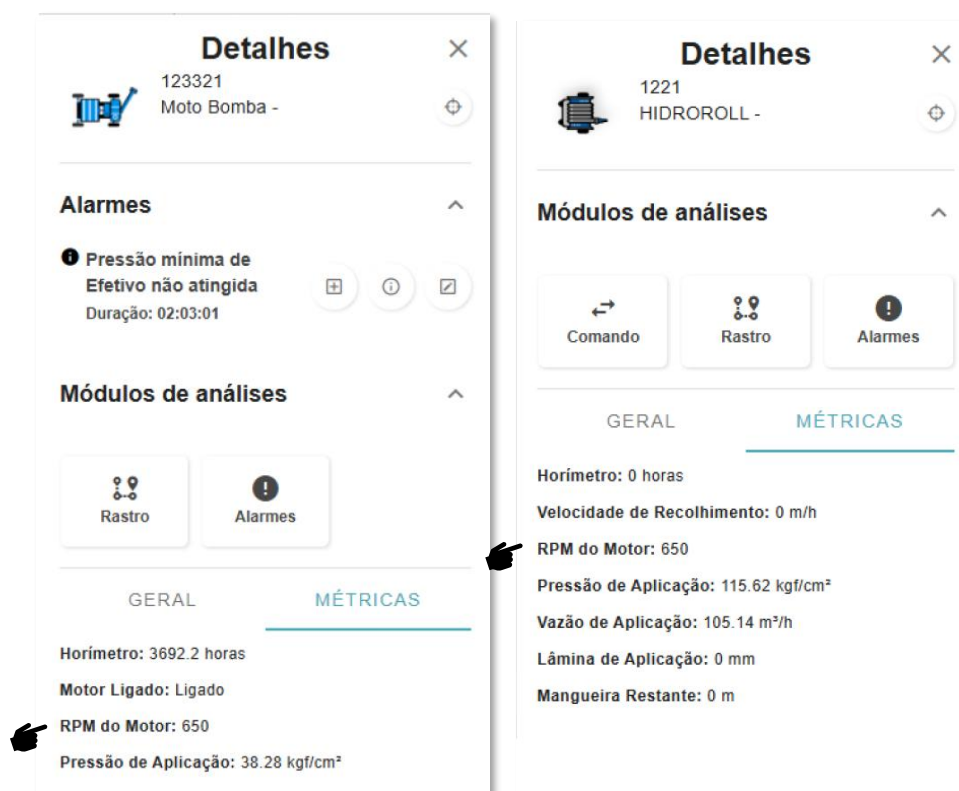 Detalhes
123321
Moto Bomba -
Alarmes
Pressão mínima de
Efetivo não atingida
Duração: 02:03:01
Módulos de análises
Rastro
Alarmes
GERAL
MÉTRICAS
Horímetro: 3692.2 horas
Motor Ligado: Ligado
RPM do Motor: 650
Pressão de Aplicação: 38.28 kgf/cm²
Detalhes
1221
HIDROROLL -
Módulos de análises
Comando
Rastro
Alarmes
GERAL
MÉTRICAS
Horímetro: 0 horas
Velocidade de Recolhimento: 0 m/h
RPM do Motor: 650
Pressão de Aplicação: 115.62 kgf/cm²
Vazão de Aplicação: 105.14 m³/h
Lâmina de Aplicação: 0 mm
Mangueira Restante: 0 m